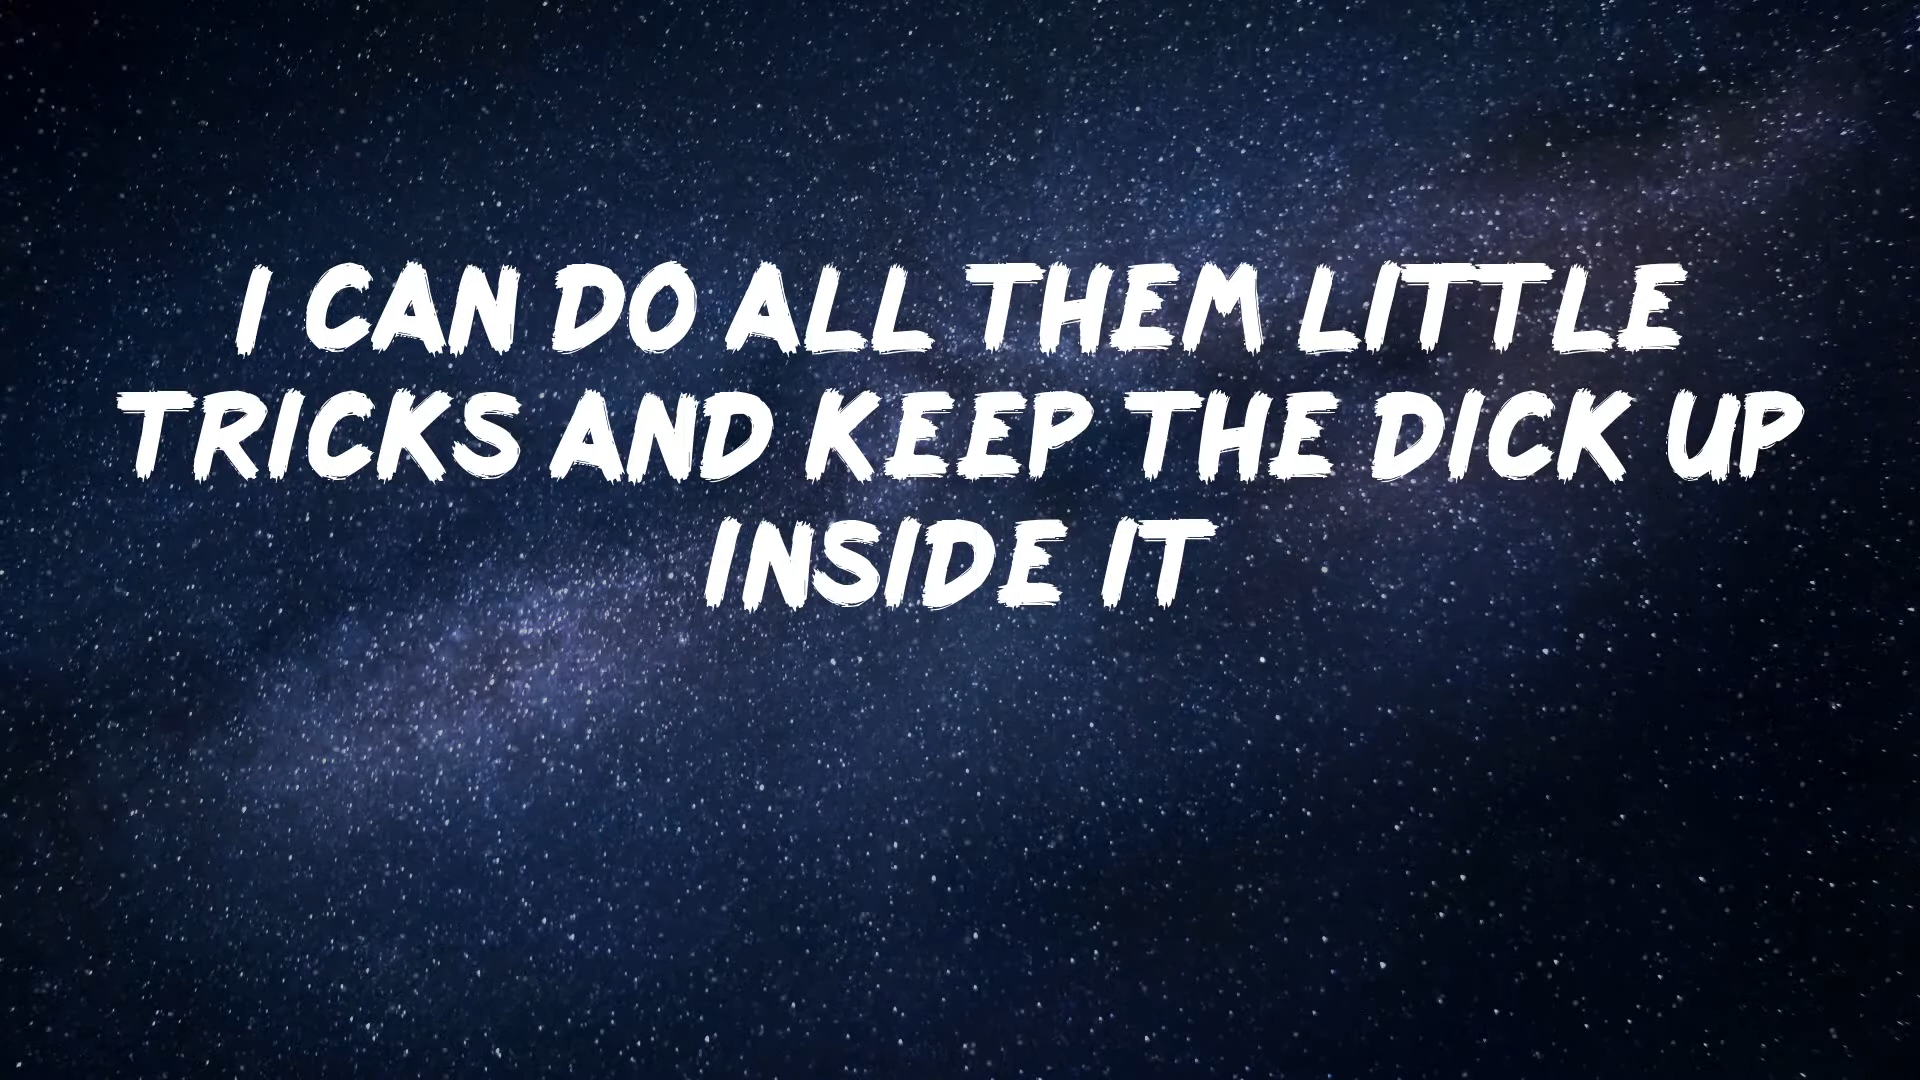 I CAN DO ALL THEM LITTLE
TRICKS AND KEEP THE DICK UP
INSIDE IT